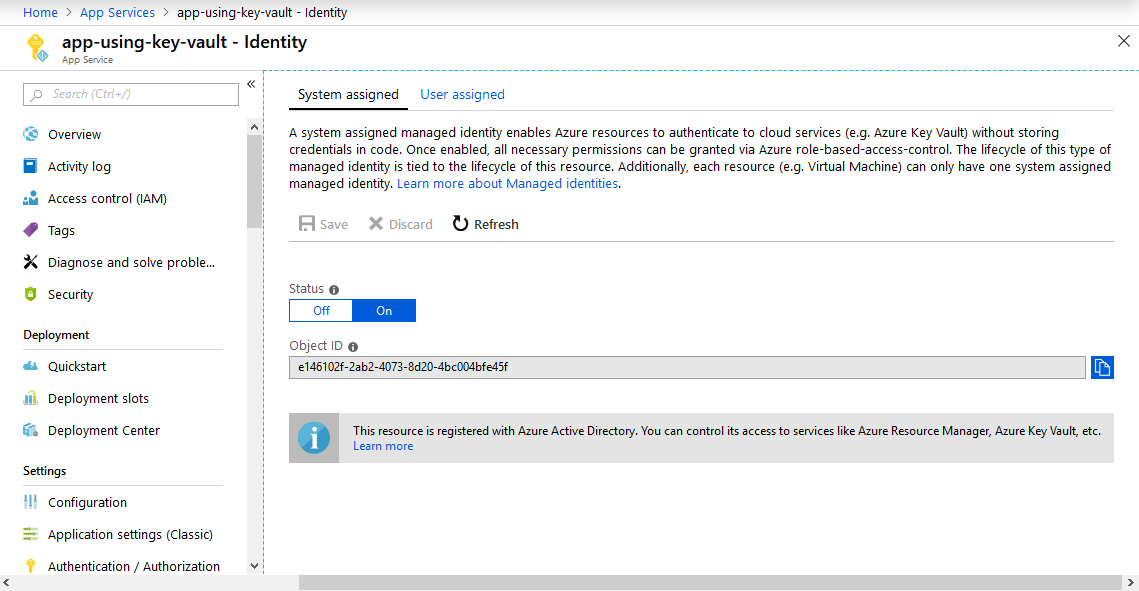 Home > App Services > app-using-key-vault - Identity
app-using-key-vault - Identity
App Service
Search (Ctrl+/)
Overview
Activity log
Access control (IAM)
Tags
Diagnose and solve proble...
Security
Deployment
Quickstart
Deployment slots
Deployment Center
Settings
Configuration
Application settings (Classic)
Authentication / Authorization
System assigned User assigned
A system assigned managed identity enables Azure resources to authenticate to cloud services (e.g. Azure Key Vault) without storing
credentials in code. Once enabled, all necessary permissions can be granted via Azure role-based-access-control. The lifecycle of this type of
managed identity is tied to the lifecycle of this resource. Additionally, each resource (e.g. Virtual Machine) can only have one system assigned
managed identity. Learn more about Managed identities.
Save Discard Refresh
Status
Off On
Object ID
e146102f-2ab2-4073-8d20-4bc004bfe45f
This resource is registered with Azure Active Directory. You can control its access to services like Azure Resource Manager, Azure Key Vault, etc.
Learn more